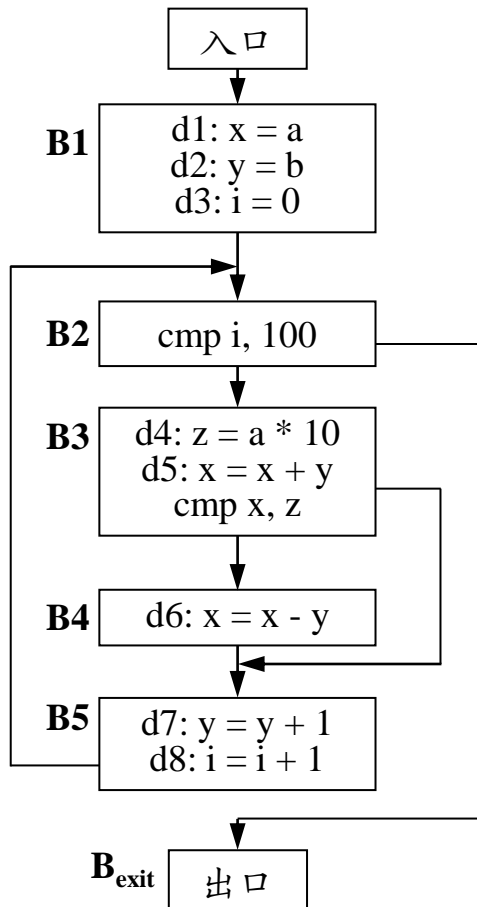 入口
B1
d1: x = a
d2: y = b
d3: i = 0
B2
cmp i, 100
B3
d4: z = a * 10
d5: x = x + y
cmp x, z
B4
d6: x = x - y
B5
d7: y = y + 1
d8: i = i + 1
Bexit
出口